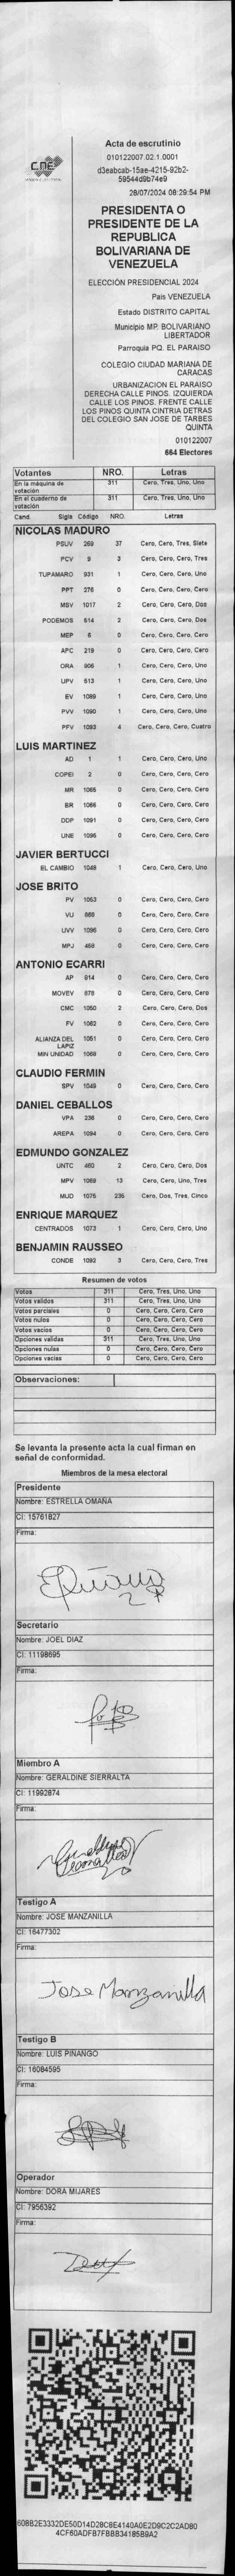 CNE
Acta de escrutinio
010122007.02.1.0001
d3eabcab-15ae-4215-92b2-
59544d9b74e9
28/07/2024 08:29:54 PM
PRESIDENTA O
PRESIDENTE DE LA
REPUBLICA
BOLIVARIANA DE
VENEZUELA
ELECCIÓN PRESIDENCIAL 2024
País VENEZUELA
Estado DISTRITO CAPITAL
Municipio MP. BOLIVARIANO
LIBERTADOR
Parroquia PQ. EL PARAISO
COLEGIO CIUDAD MARIANA DE
CARACAS
URBANIZACION EL PARAISO
DERECHA CALLE PINOS. IZQUIERDA
CALLE LOS PINOS. FRENTE CALLE
LOS PINOS QUINTA CINTRIA DETRAS
DEL COLEGIO SAN JOSE DE TARBES
QUINTA
010122007
664 Electores
Votantes NRO. Letras
En la máquina de votación 311 Cero, Tres, Uno, Uno
En el cuaderno de votación 311 Cero, Tres, Uno, Uno
Cand. Sigla Código NRO. Letras
NICOLAS MADURO
PSUV 269 37 Cero, Cero, Tres, Siete
PCV 9 3 Cero, Cero, Cero, Tres
TUPAMARO 931 1 Cero, Cero, Cero, Uno
PPT 276 0 Cero, Cero, Cero, Cero
MSV 1017 2 Cero, Cero, Cero, Dos
PODEMOS 514 2 Cero, Cero, Cero, Dos
MEP 6 0 Cero, Cero, Cero, Cero
APC 219 0 Cero, Cero, Cero, Cero
ORA 906 1 Cero, Cero, Cero, Uno
UPV 513 1 Cero, Cero, Cero, Uno
EV 1089 1 Cero, Cero, Cero, Uno
PVV 1090 1 Cero, Cero, Cero, Uno
PFV 1093 4 Cero, Cero, Cero, Cuatro
LUIS MARTINEZ
AD 1 1 Cero, Cero, Cero, Uno
COPEI 2 0 Cero, Cero, Cero, Cero
MR 1065 0 Cero, Cero, Cero, Cero
BR 1066 0 Cero, Cero, Cero, Cero
DDP 1091 0 Cero, Cero, Cero, Cero
UNE 1095 0 Cero, Cero, Cero, Cero
JAVIER BERTUCCI
EL CAMBIO 1048 1 Cero, Cero, Cero, Uno
JOSE BRITO
PV 1053 0 Cero, Cero, Cero, Cero
VU 868 0 Cero, Cero, Cero, Cero
UVV 1096 0 Cero, Cero, Cero, Cero
MPJ 468 0 Cero, Cero, Cero, Cero
ANTONIO ECARRI
AP 914 0 Cero, Cero, Cero, Cero
MOVEV 876 0 Cero, Cero, Cero, Cero
CMC 1050 2 Cero, Cero, Cero, Dos
FV 1062 0 Cero, Cero, Cero, Cero
ALIANZA DEL LAPIZ 1051 0 Cero, Cero, Cero, Cero
MIN UNIDAD 1069 0 Cero, Cero, Cero, Cero
CLAUDIO FERMIN
SPV 1049 0 Cero, Cero, Cero, Cero
DANIEL CEBALLOS
VPA 236 0 Cero, Cero, Cero, Cero
AREPA 1094 0 Cero, Cero, Cero, Cero
EDMUNDO GONZALEZ
UNTC 460 2 Cero, Cero, Cero, Dos
MPV 1069 13 Cero, Cero, Uno, Tres
MUD 1075 235 Cero, Dos, Tres, Cinco
ENRIQUE MARQUEZ
CENTRADOS 1073 1 Cero, Cero, Cero, Uno
BENJAMIN RAUSSEO
CONDE 1092 3 Cero, Cero, Cero, Tres
Resumen de votos
Votos 311 Cero, Tres, Uno, Uno
Votos validos 311 Cero, Tres, Uno, Uno
Votos parciales 0 Cero, Cero, Cero, Cero
Votos nulos 0 Cero, Cero, Cero, Cero
Votos vacios 0 Cero, Cero, Cero, Cero
Opciones validas 311 Cero, Tres, Uno, Uno
Opciones nulas 0 Cero, Cero, Cero, Cero
Opciones vacias 0 Cero, Cero, Cero, Cero
Observaciones:
Se levanta la presente acta la cual firman en
señal de conformidad.
Miembros de la mesa electoral
Presidente
Nombre: ESTRELLA OMAÑA
CI: 15761827
Firma:
Secretario
Nombre: JOEL DIAZ
CI: 11198695
Firma:
Miembro A
Nombre: GERALDINE SIERRALTA
CI: 11992874
Firma:
Testigo A
Nombre: JOSE MANZANILLA
CI: 16477302
Firma:
Jose Manzanilla
Testigo B
Nombre: LUIS PIÑANGO
CI: 16084595
Firma:
Operador
Nombre: DORA MIJARES
CI: 7956392
Firma:
608B2E3332DE50D14D28C8E4140A0E2D9C2C2AD80
4CF60ADFB7FBBB34185B9A2